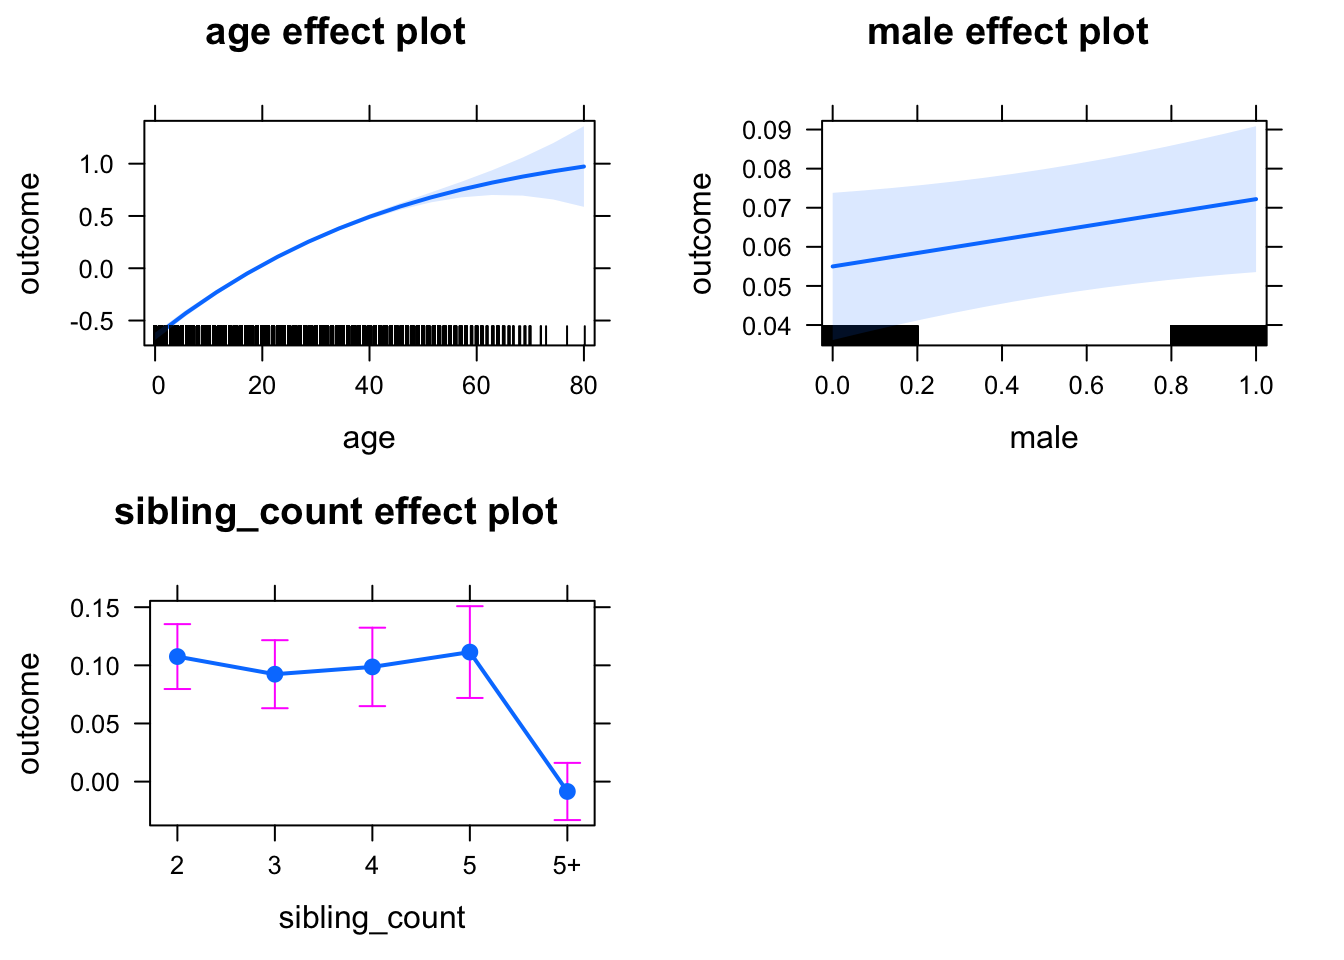 age effect plot
outcome
1.0
0.5
0.0
-0.5
0 20 40 60 80
age
male effect plot
outcome
0.09
0.08
0.07
0.06
0.05
0.04
0.0 0.2 0.4 0.6 0.8 1.0
male
sibling_count effect plot
outcome
0.15
0.10
0.05
0.00
2 3 4 5 5+
sibling_count